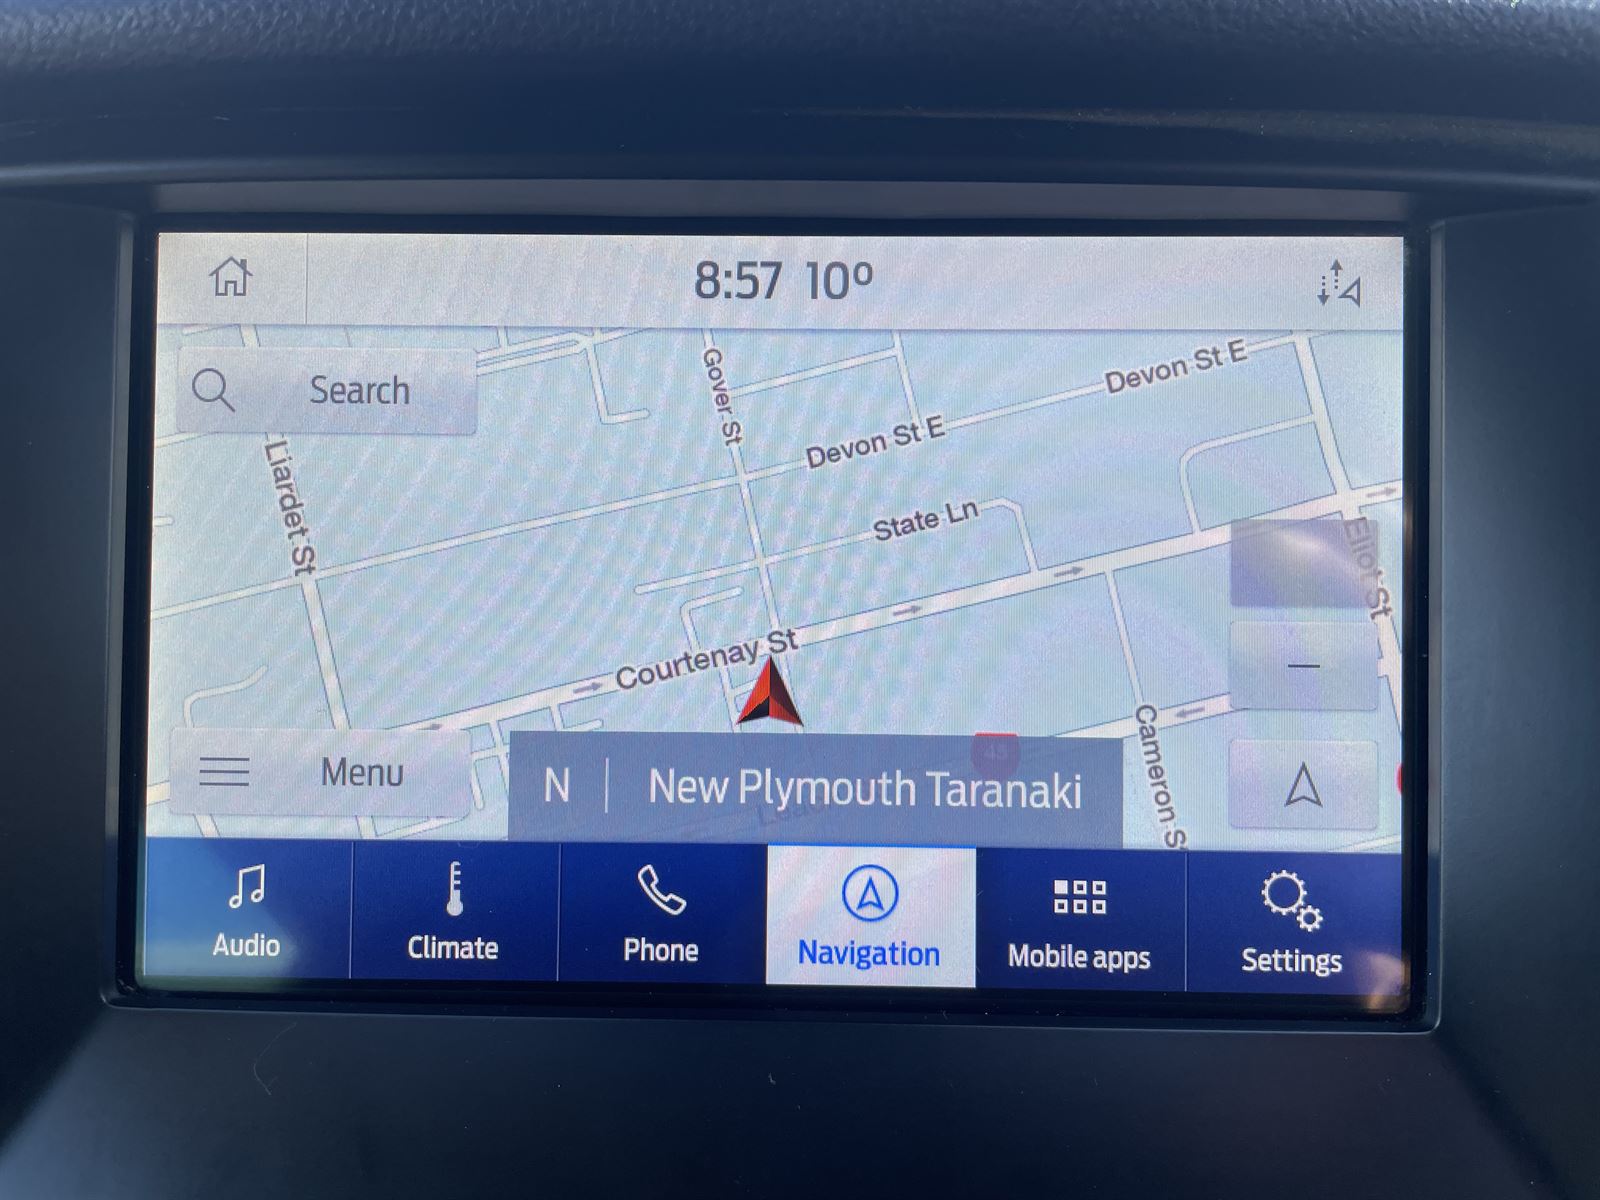 8:57 10°
Search
Gover St
Devon St E
Devon St E
Liardet St
State Ln
Eliot St
Courtenay St
Cameron S
Menu
N | New Plymouth Taranaki
45
Audio
Climate
Phone
Navigation
Mobile apps
Settings